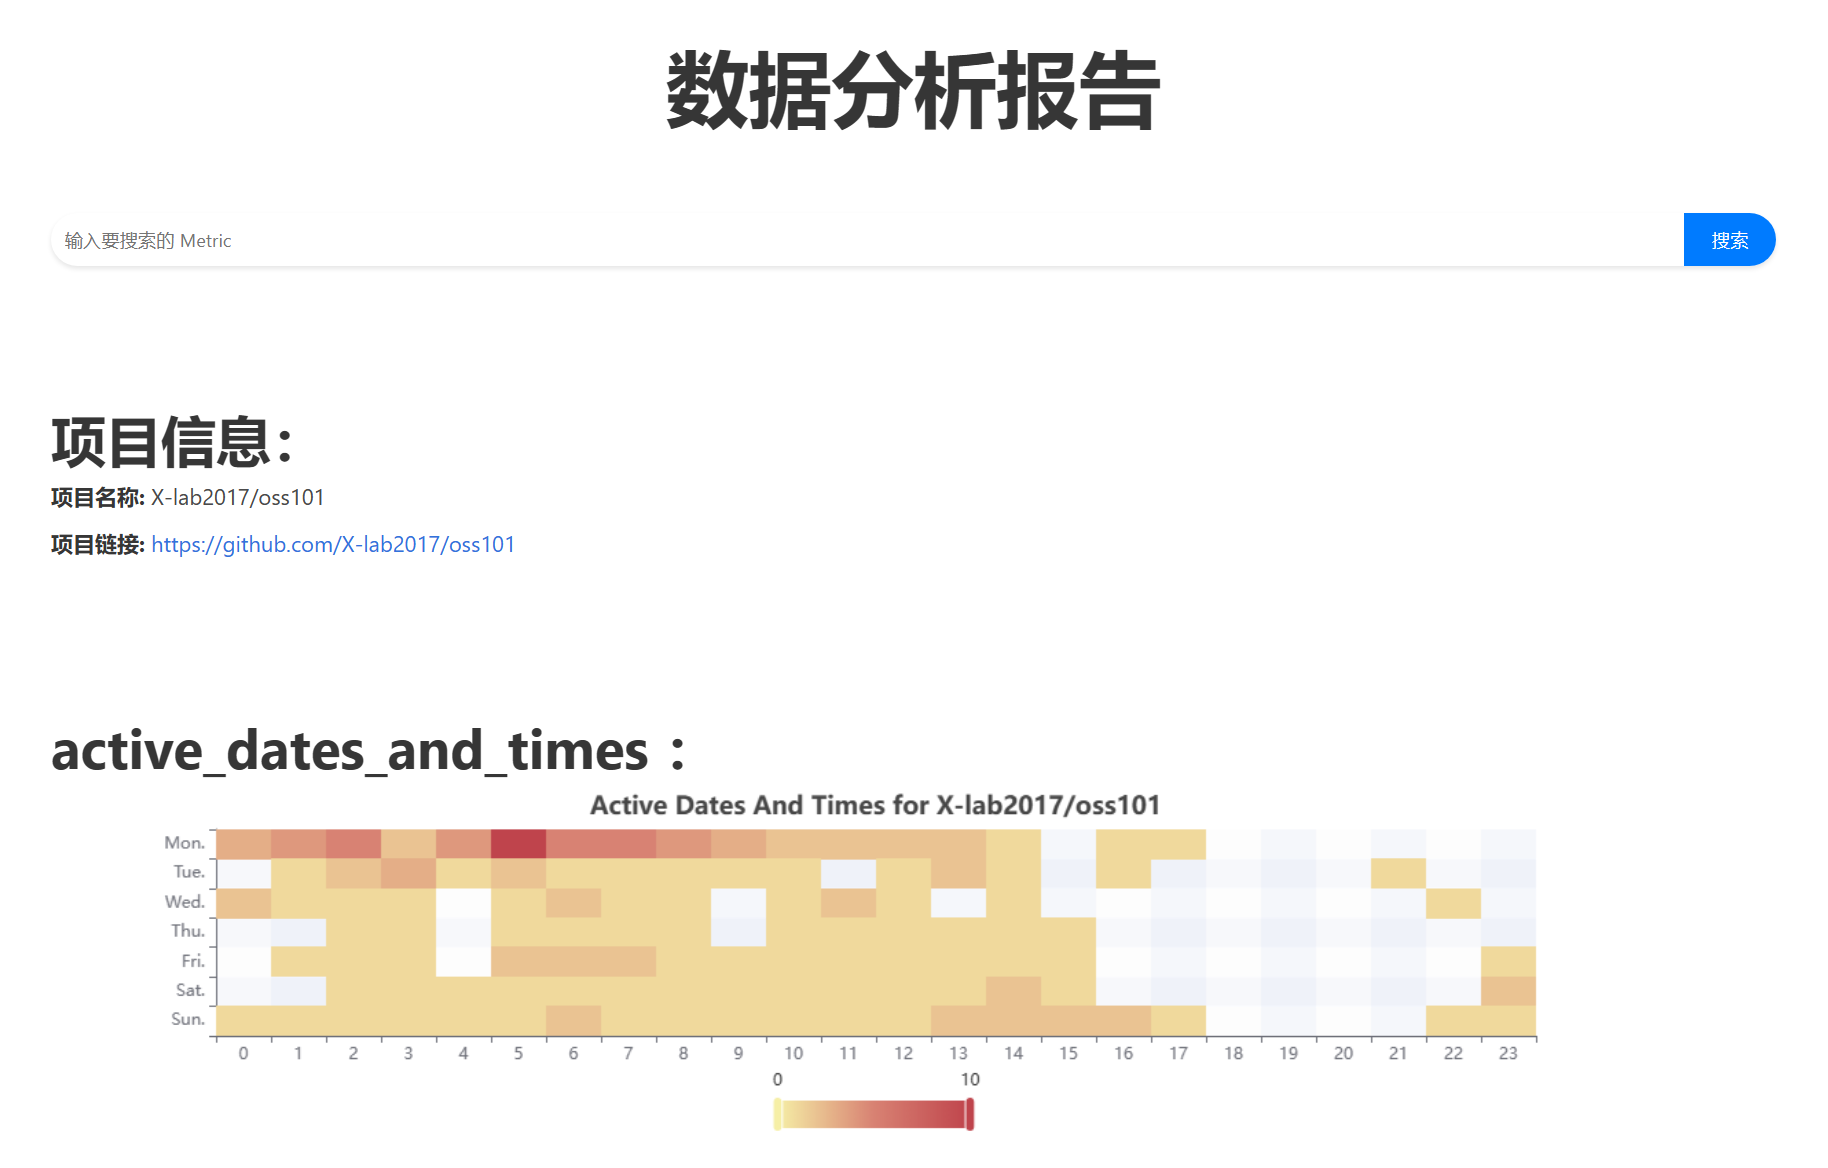 数据分析报告
输入要搜索的 Metric
搜索
项目信息：
项目名称: X-lab2017/oss101
项目链接: https://github.com/X-lab2017/oss101
active_dates_and_times：
Active Dates And Times for X-lab2017/oss101
Mon.
Tue.
Wed.
Thu.
Fri.
Sat.
Sun.
0 1 2 3 4 5 6 7 8 9 10 11 12 13 14 15 16 17 18 19 20 21 22 23
0 10